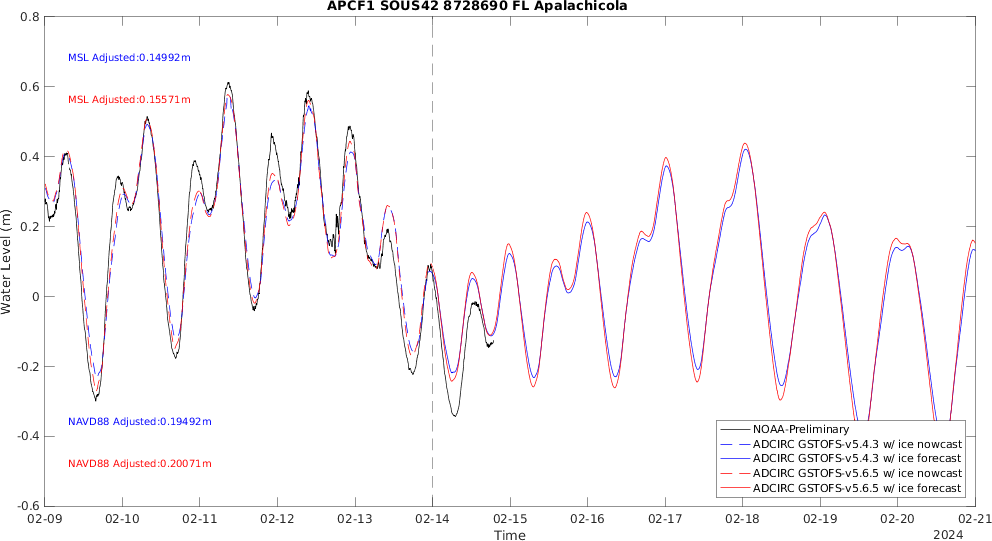 APCF1 SOUS42 8728690 FL Apalachicola
0.8
0.6
0.4
0.2
0
-0.2
-0.4
-0.6
Water Level (m)
MSL Adjusted:0.14992m
MSL Adjusted:0.15571m
NAVD88 Adjusted:0.19492m
NAVD88 Adjusted:0.20071m
NOAA-Preliminary
ADCIRC GSTOFS-v5.4.3 w/ ice nowcast
ADCIRC GSTOFS-v5.4.3 w/ ice forecast
ADCIRC GSTOFS-v5.6.5 w/ ice nowcast
ADCIRC GSTOFS-v5.6.5 w/ ice forecast
02-09 02-10 02-11 02-12 02-13 02-14 02-15 02-16 02-17 02-18 02-19 02-20 02-21
Time
2024